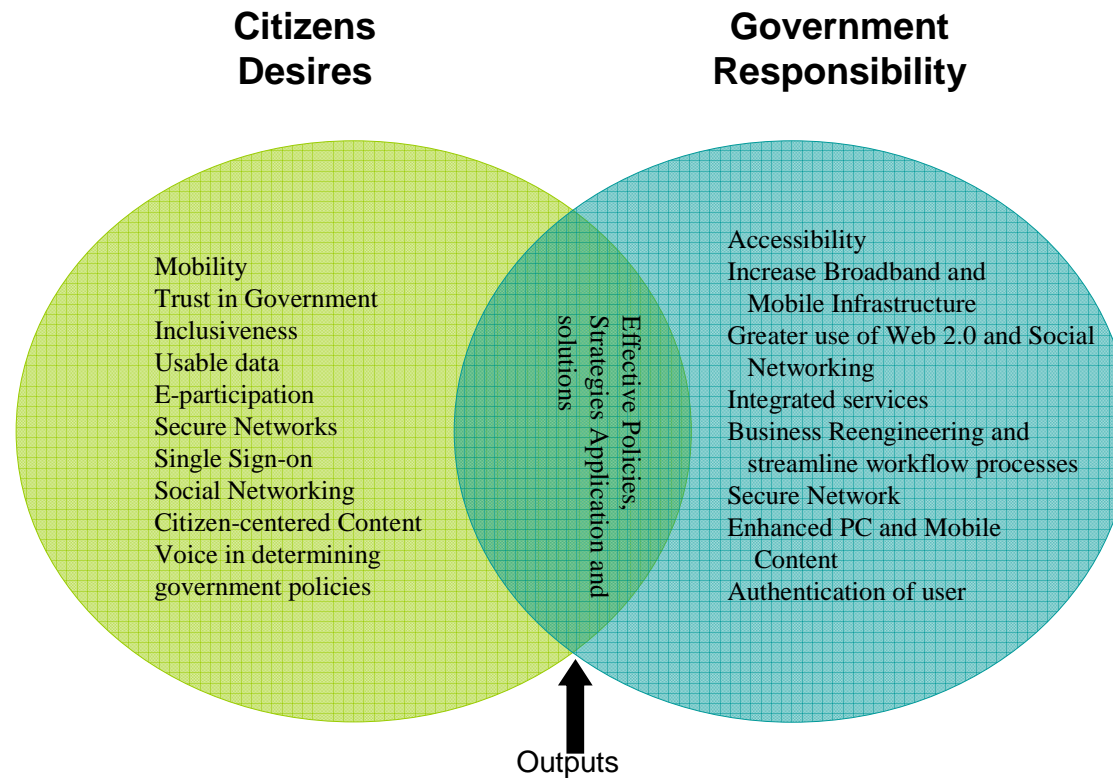 Citizens
Desires
Government
Responsibility
Mobility
Trust in Government
Inclusiveness
Usable data
E-participation
Secure Networks
Single Sign-on
Social Networking
Citizen-centered Content
Voice in determining
government policies
Effective Policies,
Strategies Application and
solutions
Accessibility
Increase Broadband and
Mobile Infrastructure
Greater use of Web 2.0 and Social
Networking
Integrated services
Business Reengineering and
streamline workflow processes
Secure Network
Enhanced PC and Mobile
Content
Authentication of user
Outputs